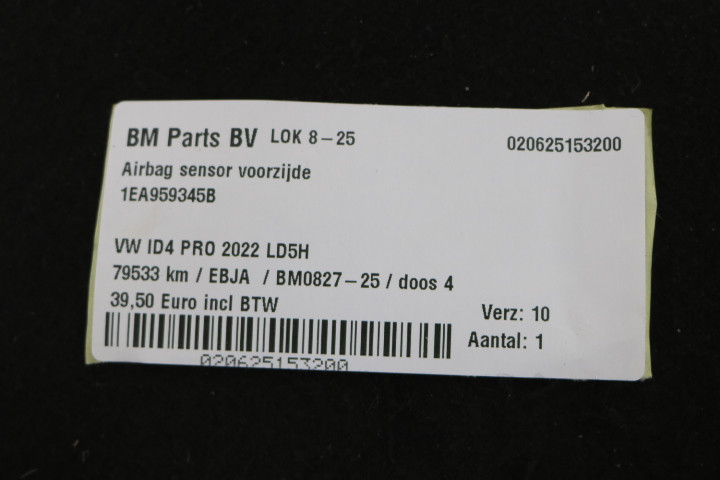 BM Parts BV LOK 8-25 020625153200
Airbag sensor voorzijde
1EA959345B
VW ID4 PRO 2022 LD5H
79533 km / EBJA / BM0827-25 / doos 4
39,50 Euro incl BTW
Verz: 10
Aantal: 1
020625153200